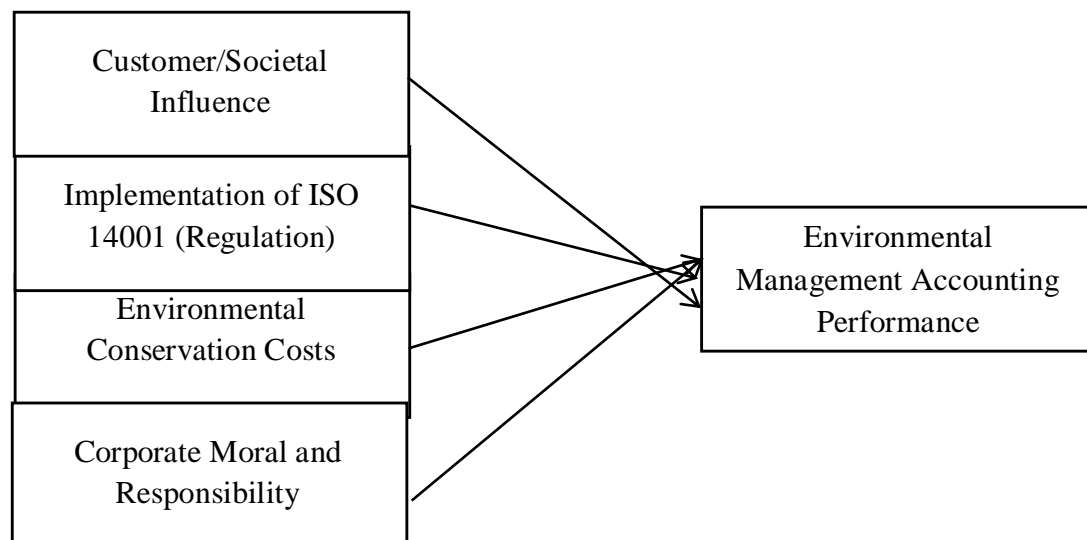 Customer/Societal
Influence
Implementation of ISO
14001 (Regulation)
Environmental
Conservation Costs
Corporate Moral and
Responsibility
Environmental
Management Accounting
Performance